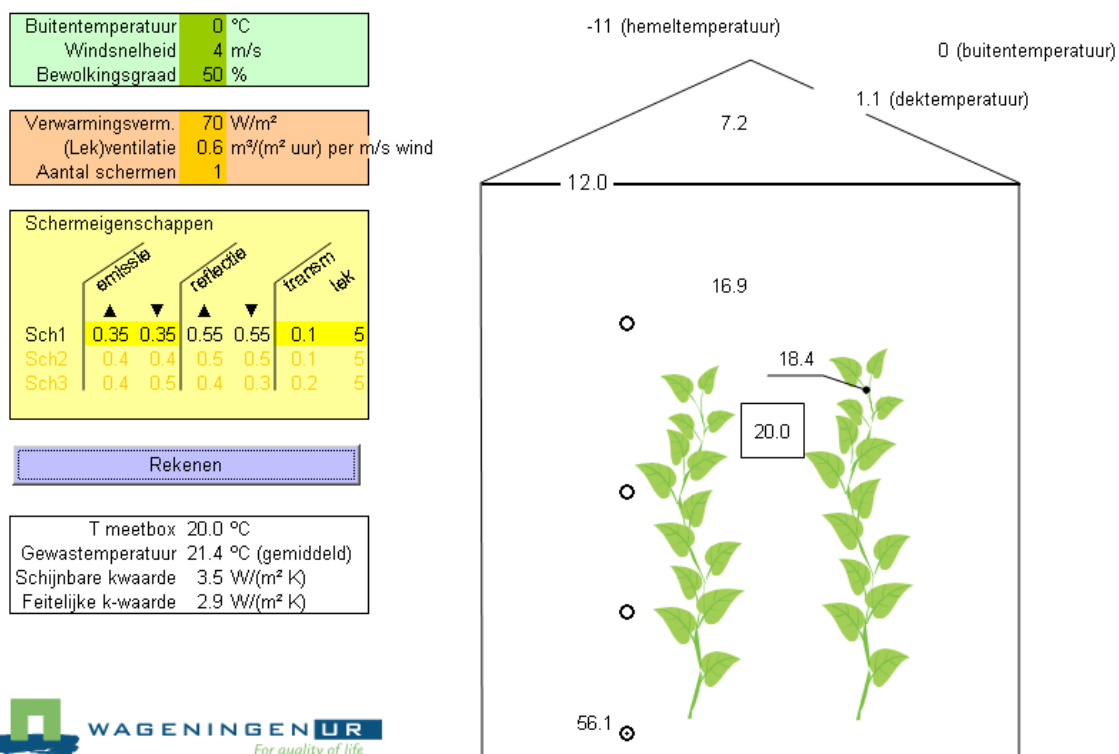 Buitentemperatuur 0 °C
Windsnelheid 4 m/s
Bewolkingsgraad 50 %
Verwarmingsverm. 70 W/m²
(Lek)ventilatie 0.6 m³/(m² uur) per m/s wind
Aantal schermen 1
Schermeigenschappen
emissie reflectie transm lek
▲ ▼ ▲ ▼
Sch1 0.35 0.35 0.55 0.55 0.1 5
Sch2 0.4 0.4 0.5 0.5 0.1 5
Sch3 0.4 0.5 0.4 0.3 0.2 5
Rekenen
T meetbox 20.0 ºC
Gewastemperatuur 21.4 ºC (gemiddeld)
Schijnbare kwaarde 3.5 W/(m² K)
Feitelijke k-waarde 2.9 W/(m² K)
WAGENINGEN UR
For quality of life
-11 (hemeltemperatuur)
0 (buitentemperatuur)
1.1 (dektemperatuur)
7.2
12.0
16.9
18.4
20.0
56.1